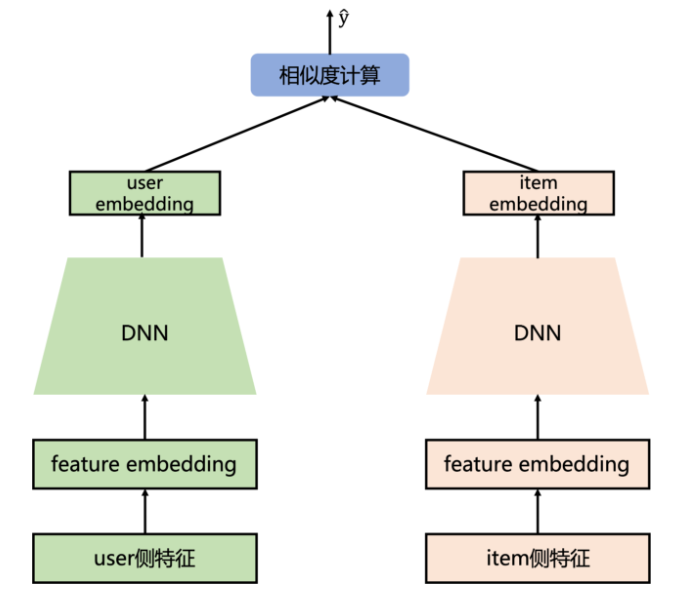 ŷ
相似度计算
user
embedding
item
embedding
DNN
DNN
feature embedding
feature embedding
user侧特征
item侧特征